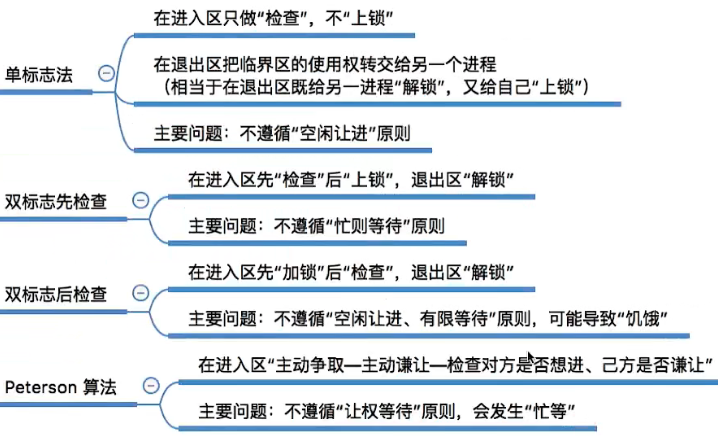 单标志法
在进入区只做“检查”，不“上锁”
在退出区把临界区的使用权转交给另一个进程
（相当于在退出区既给另一进程“解锁”，又给自己“上锁”）
主要问题：不遵循“空闲让进”原则
双标志先检查
在进入区先“检查”后“上锁”，退出区“解锁”
主要问题：不遵循“忙则等待”原则
双标志后检查
在进入区先“加锁”后“检查”，退出区“解锁”
主要问题：不遵循“空闲让进、有限等待”原则，可能导致“饥饿”
Peterson 算法
在进入区“主动争取—主动谦让—检查对方是否想进、己方是否谦让”
主要问题：不遵循“让权等待”原则，会发生“忙等”